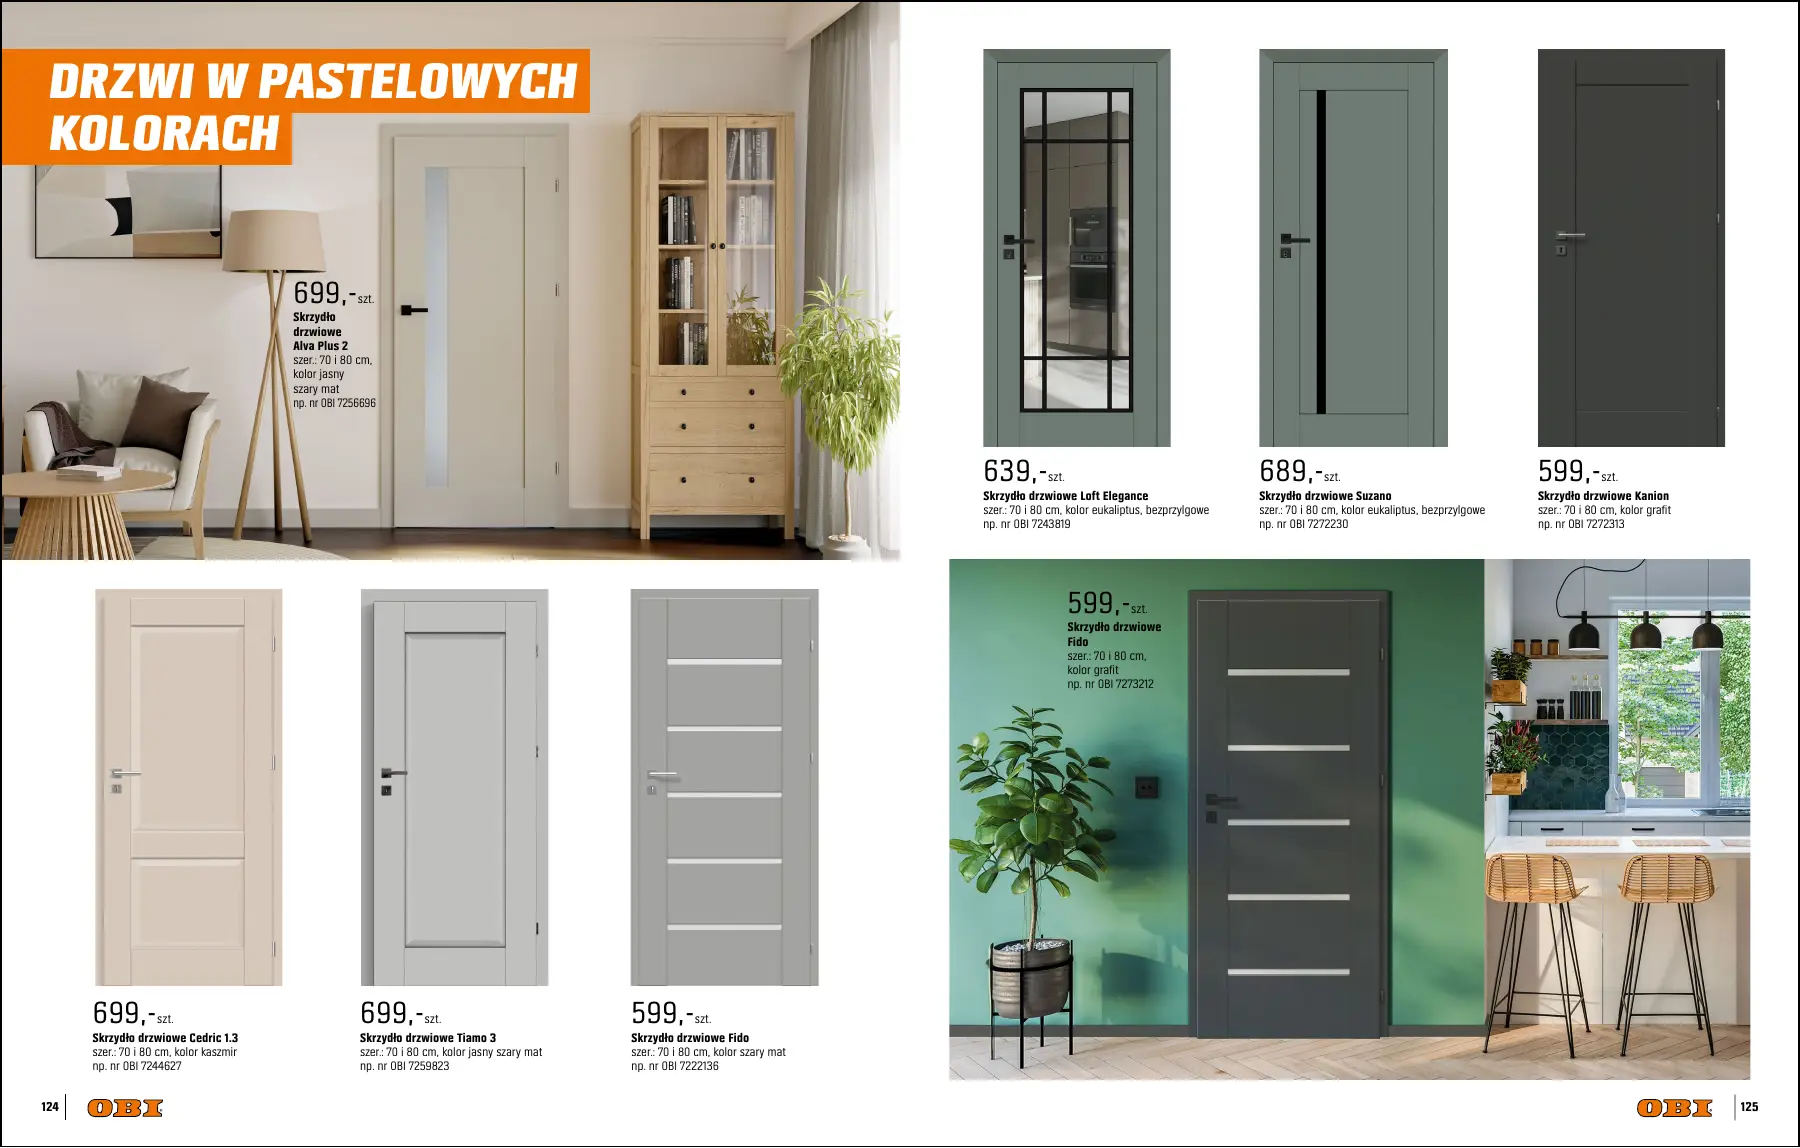 DRZWI W PASTELOWYCH
KOLORACH
699,-szt.
Skrzydło
drzwiowe
Alva Plus 2
szer.: 70 i 80 cm,
kolor jasny
szary mat
np. nr OBI 7256696
699,-szt.
Skrzydło drzwiowe Cedric 1.3
szer.: 70 i 80 cm, kolor kaszmir
np. nr OBI 7244627
699,-szt.
Skrzydło drzwiowe Tiamo 3
szer.: 70 i 80 cm, kolor jasny szary mat
np. nr OBI 7259823
599,-szt.
Skrzydło drzwiowe Fido
szer.: 70 i 80 cm, kolor szary mat
np. nr OBI 7222136
124
OBI
639,-szt.
Skrzydło drzwiowe Loft Elegance
szer.: 70 i 80 cm, kolor eukaliptus, bezprzylgowe
np. nr OBI 7243819
689,-szt.
Skrzydło drzwiowe Suzano
szer.: 70 i 80 cm, kolor eukaliptus, bezprzylgowe
np. nr OBI 7272230
599,-szt.
Skrzydło drzwiowe Kanion
szer.: 70 i 80 cm, kolor grafit
np. nr OBI 7272313
599,-szt.
Skrzydło drzwiowe
Fido
szer.: 70 i 80 cm,
kolor grafit
np. nr OBI 7273212
OBI
125